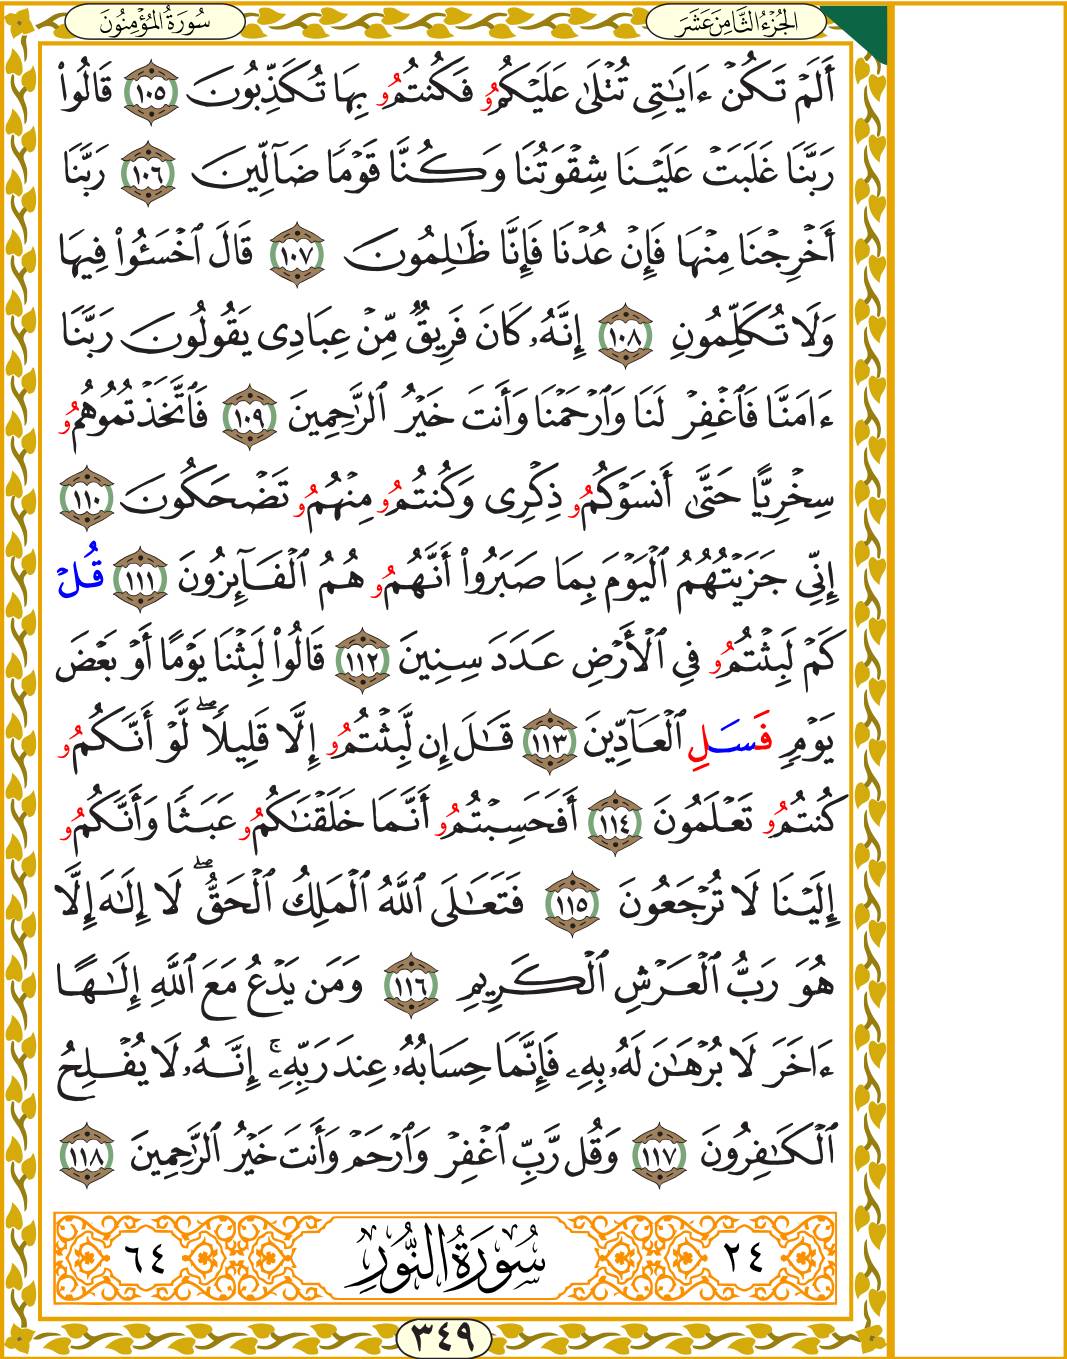 الجُزْءُ الثَّامِنَ عَشَرَ
سُورَةُ المُؤْمِنُونَ
أَلَمْ تَكُنْ ءَايَٰتِى تُتْلَىٰ عَلَيْكُمُۥ فَكُنتُمُۥ بِهَا تُكَذِّبُونَ ١٠٥ قَالُوا۟
رَبَّنَا غَلَبَتْ عَلَيْنَا شِقْوَتُنَا وَكُنَّا قَوْمًا ضَآلِّينَ ١٠٦ رَبَّنَا
أَخْرِجْنَا مِنْهَا فَإِنْ عُدْنَا فَإِنَّا ظَٰلِمُونَ ١٠٧ قَالَ ٱخْسَـُٔوا۟ فِيهَا
وَلَا تُكَلِّمُونِ ١٠٨ إِنَّهُۥ كَانَ فَرِيقٌ مِّنْ عِبَادِى يَقُولُونَ رَبَّنَا
ءَامَنَّا فَٱغْفِرْ لَنَا وَٱرْحَمْنَا وَأَنتَ خَيْرُ ٱلرَّٰحِمِينَ ١٠٩ فَٱتَّخَذتُمُوهُمُۥ
سِخْرِيًّا حَتَّىٰ أَنسَوْكُمُۥ ذِكْرِى وَكُنتُمُۥ مِنْهُمُۥ تَضْحَكُونَ ١١٠
إِنِّى جَزَيْتُهُمُ ٱلْيَوْمَ بِمَا صَبَرُوٓا۟ أَنَّهُمُۥ هُمُ ٱلْفَآئِزُونَ ١١١ قُلْ
كَمْ لَبِثْتُمُۥ فِى ٱلْأَرْضِ عَدَدَ سِنِينَ ١١٢ قَالُوا۟ لَبِثْنَا يَوْمًا أَوْ بَعْضَ
يَوْمٍ فَسَلِ ٱلْعَآدِّينَ ١١٣ قَٰلَ إِن لَّبِثْتُمُۥ إِلَّا قَلِيلًا ۖ لَّوْ أَنَّكُمُۥ
كُنتُمُۥ تَعْلَمُونَ ١١٤ أَفَحَسِبْتُمُۥ أَنَّمَا خَلَقْنَٰكُمُۥ عَبَثًا وَأَنَّكُمُۥ
إِلَيْنَا لَا تُرْجَعُونَ ١١٥ فَتَعَٰلَى ٱللَّهُ ٱلْمَلِكُ ٱلْحَقُّ ۖ لَا إِلَٰهَ إِلَّا
هُوَ رَبُّ ٱلْعَرْشِ ٱلْكَرِيمِ ١١٦ وَمَن يَدْعُ مَعَ ٱللَّهِ إِلَٰهًا
ءَاخَرَ لَا بُرْهَٰنَ لَهُۥ بِهِۦ فَإِنَّمَا حِسَابُهُۥ عِندَ رَبِّهِۦٓ ۚ إِنَّهُۥ لَا يُفْلِحُ
ٱلْكَٰفِرُونَ ١١٧ وَقُل رَّبِّ ٱغْفِرْ وَٱرْحَمْ وَأَنتَ خَيْرُ ٱلرَّٰحِمِينَ ١١٨
٢٤ سُورَةُ النُّورِ ٦٤
٣٤٩